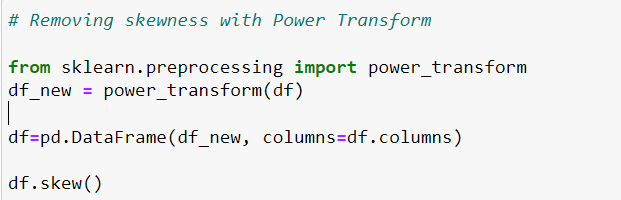 # Removing skewness with Power Transform
from sklearn.preprocessing import power_transform
df_new = power_transform(df)
df=pd.DataFrame(df_new, columns=df.columns)
df.skew()